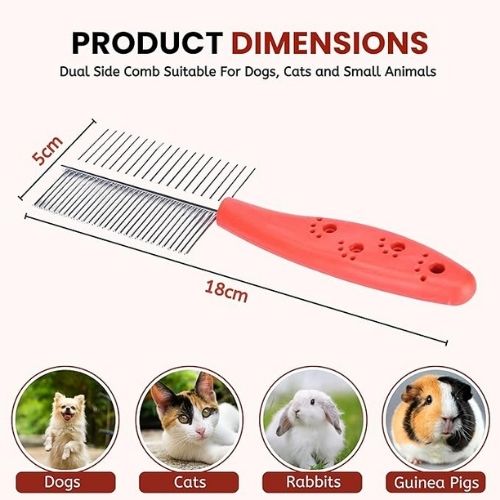 PRODUCT DIMENSIONS
Dual Side Comb Suitable For Dogs, Cats and Small Animals
5cm
18cm
Dogs
Cats
Rabbits
Guinea Pigs